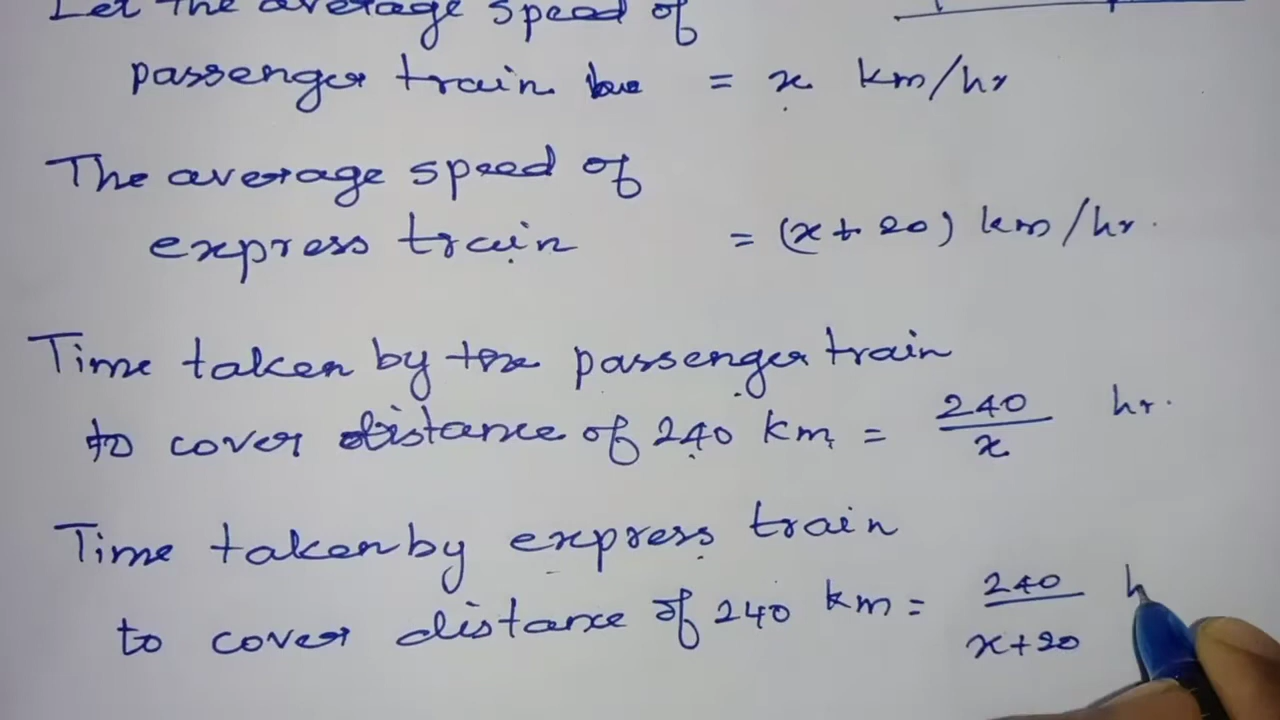 Let the average speed of
passenger train be = x km/hr
The average speed of
express train = (x + 20) km/hr.
Time taken by the passenger train
to cover distance of 240 km = 240/x hr.
Time taken by express train
to cover distance of 240 km = 240/x+20 h